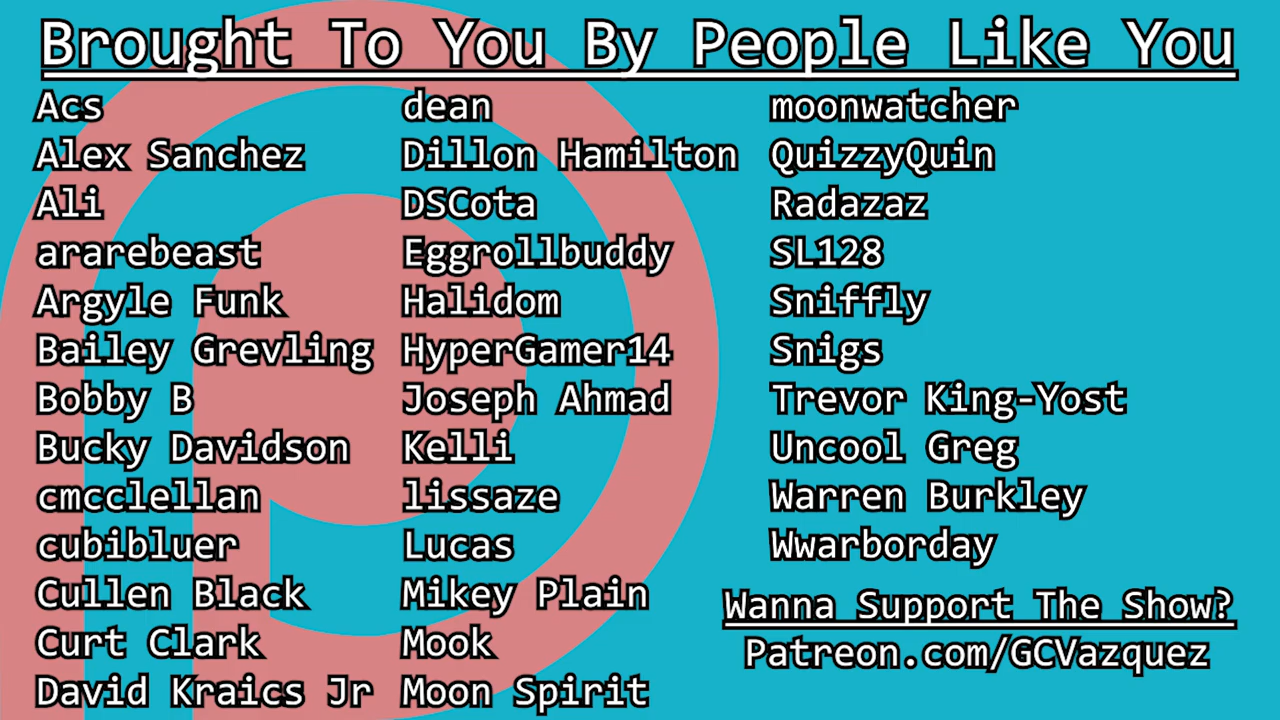 Brought To You By People Like You
Acs
Alex Sanchez
Ali
ararebeast
Argyle Funk
Bailey Grevling
Bobby B
Bucky Davidson
cmcclellan
cubibluer
Cullen Black
Curt Clark
David Kraics Jr
dean
Dillon Hamilton
DSCota
Eggrollbuddy
Halidom
HyperGamer14
Joseph Ahmad
Kelli
lissaze
Lucas
Mikey Plain
Mook
Moon Spirit
moonwatcher
QuizzyQuin
Radazaz
SL128
Sniffly
Snigs
Trevor King-Yost
Uncool Greg
Warren Burkley
Wwarborday
Wanna Support The Show?
Patreon.com/GCVazquez